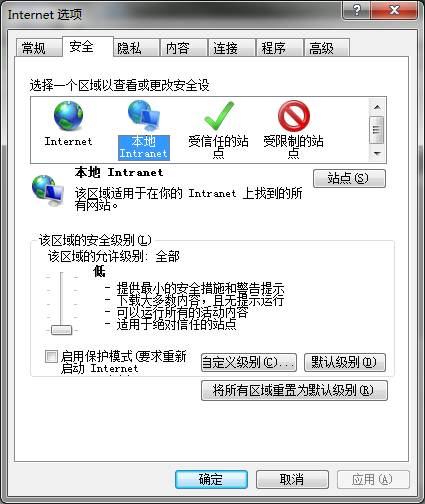 Internet 选项
常规 安全 隐私 内容 连接 程序 高级
选择一个区域以查看或更改安全设
Internet 本地 Intranet 受信任的站点 受限制的站点
本地 Intranet
站点(S)
该区域适用于在你的 Intranet 上找到的所
有网站。
该区域的安全级别(L)
该区域的允许级别: 全部
低
- 提供最小的安全措施和警告提示
- 下载大多数内容，且无提示运行
- 可以运行所有的活动内容
- 适用于绝对信任的站点
启用保护模式(要求重新
启动 Internet
自定义级别(C)... 默认级别(D)
将所有区域重置为默认级别(R)
确定 取消 应用(A)